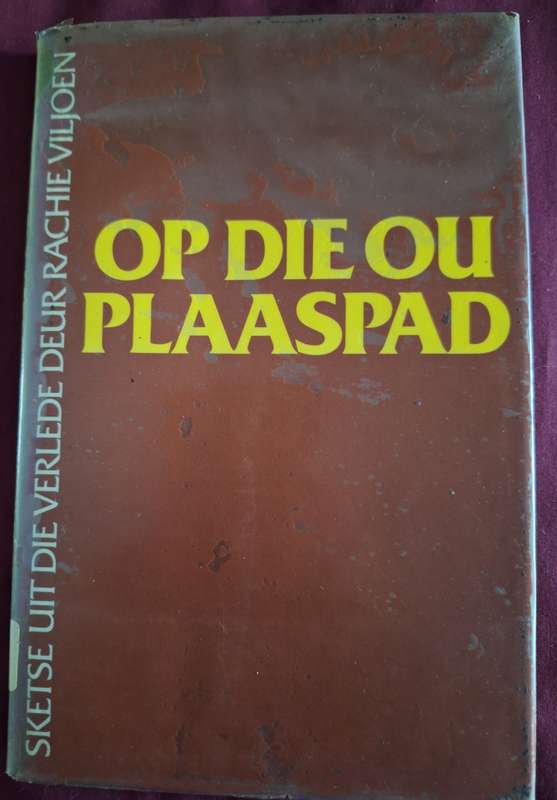 OP DIE OU
PLAASPAD
SKETSE UIT DIE VERLEDE DEUR RACHIE VILJOEN